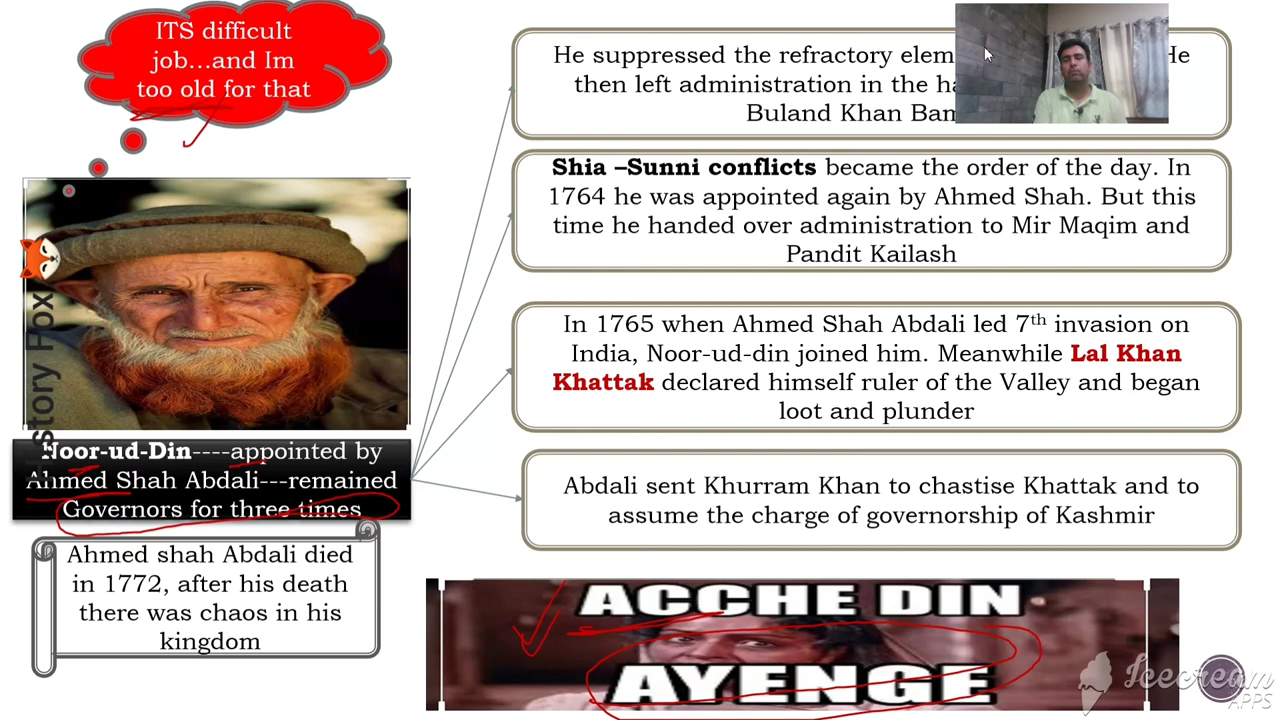 ITS difficult
job...and Im
too old for that
He suppressed the refractory He
then left administration in the
Buland Khan
Shia –Sunni conflicts became the order of the day. In
1764 he was appointed again by Ahmed Shah. But this
time he handed over administration to Mir Maqim and
Pandit Kailash
In 1765 when Ahmed Shah Abdali led 7th invasion on
India, Noor-ud-din joined him. Meanwhile Lal Khan
Khattak declared himself ruler of the Valley and began
loot and plunder
Abdali sent Khurram Khan to chastise Khattak and to
assume the charge of governorship of Kashmir
History Fox
Noor-ud-Din----appointed by
Ahmed Shah Abdali---remained
Governors for three times
Ahmed shah Abdali died
in 1772, after his death
there was chaos in his
kingdom
ACCHE DIN
AYENGE
Icecream
APPS